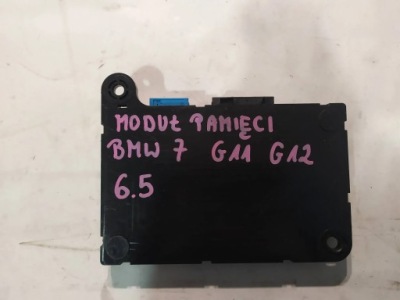 MODUŁ PAMIĘCI
BMW 7 G11 G12
6.5